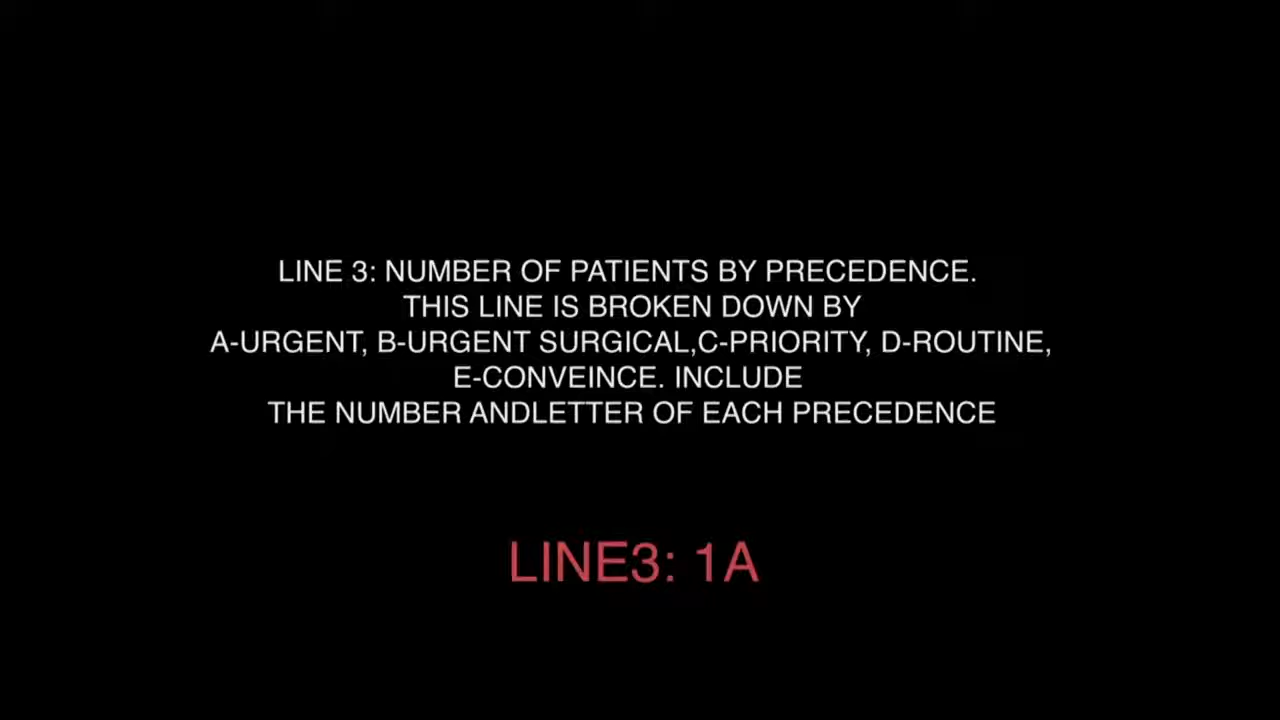 LINE 3: NUMBER OF PATIENTS BY PRECEDENCE.
THIS LINE IS BROKEN DOWN BY
A-URGENT, B-URGENT SURGICAL,C-PRIORITY, D-ROUTINE,
E-CONVEINCE. INCLUDE
THE NUMBER ANDLETTER OF EACH PRECEDENCE
LINE3: 1A